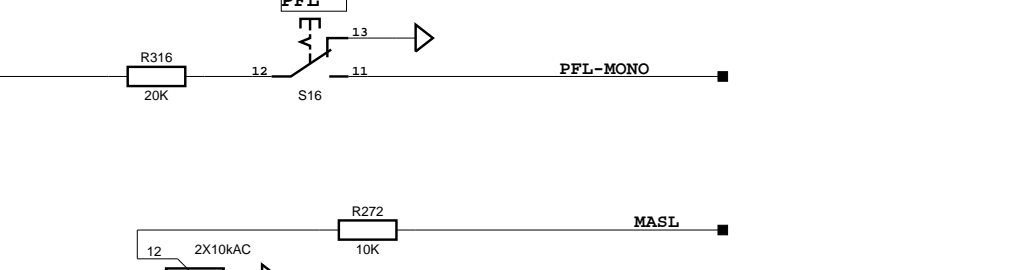 PFL
13
R316
12
11
PFL-MONO
20K
S16
R272
MASL
12
2X10kAC
10K